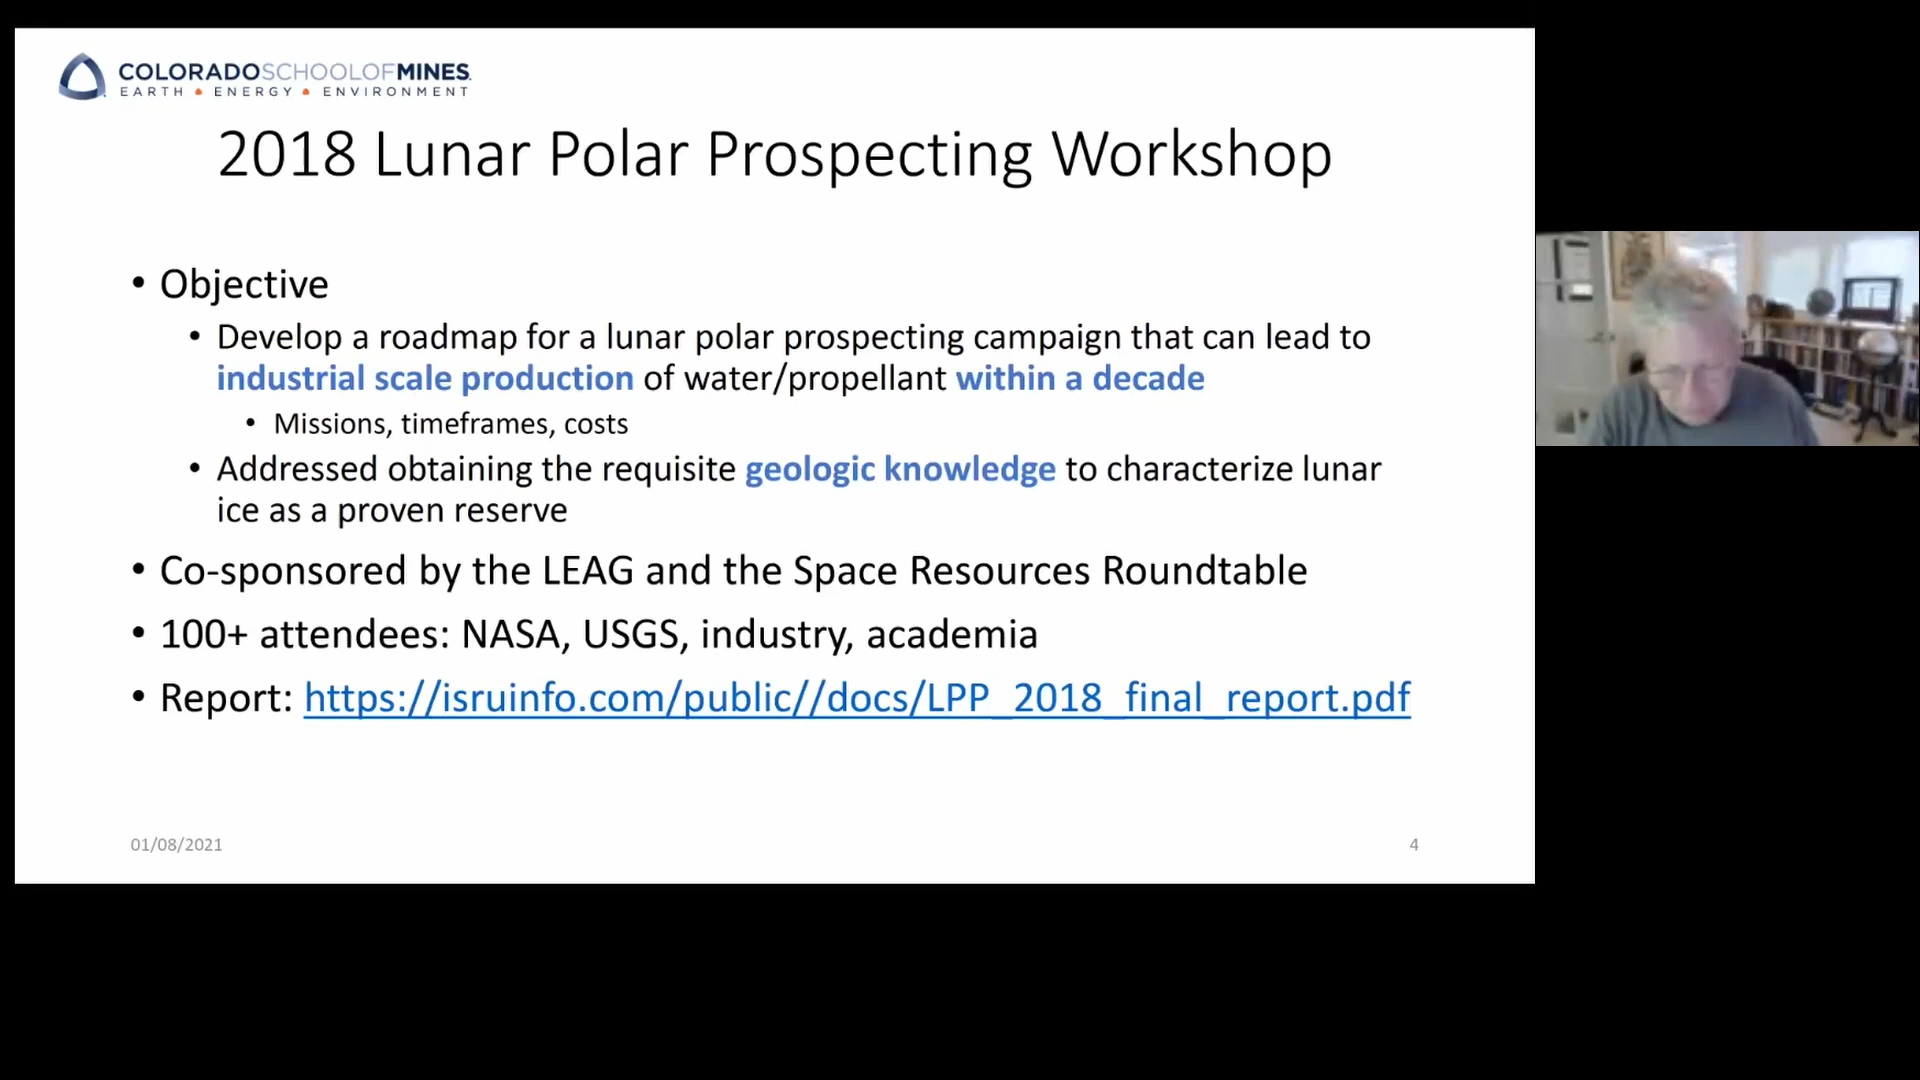 COLORADOSCHOOLOFMINES
EARTH • ENERGY • ENVIRONMENT
2018 Lunar Polar Prospecting Workshop
• Objective
• Develop a roadmap for a lunar polar prospecting campaign that can lead to
industrial scale production of water/propellant within a decade
• Missions, timeframes, costs
• Addressed obtaining the requisite geologic knowledge to characterize lunar
ice as a proven reserve
• Co-sponsored by the LEAG and the Space Resources Roundtable
• 100+ attendees: NASA, USGS, industry, academia
• Report: https://isruinfo.com/public//docs/LPP_2018_final_report.pdf
01/08/2021
4